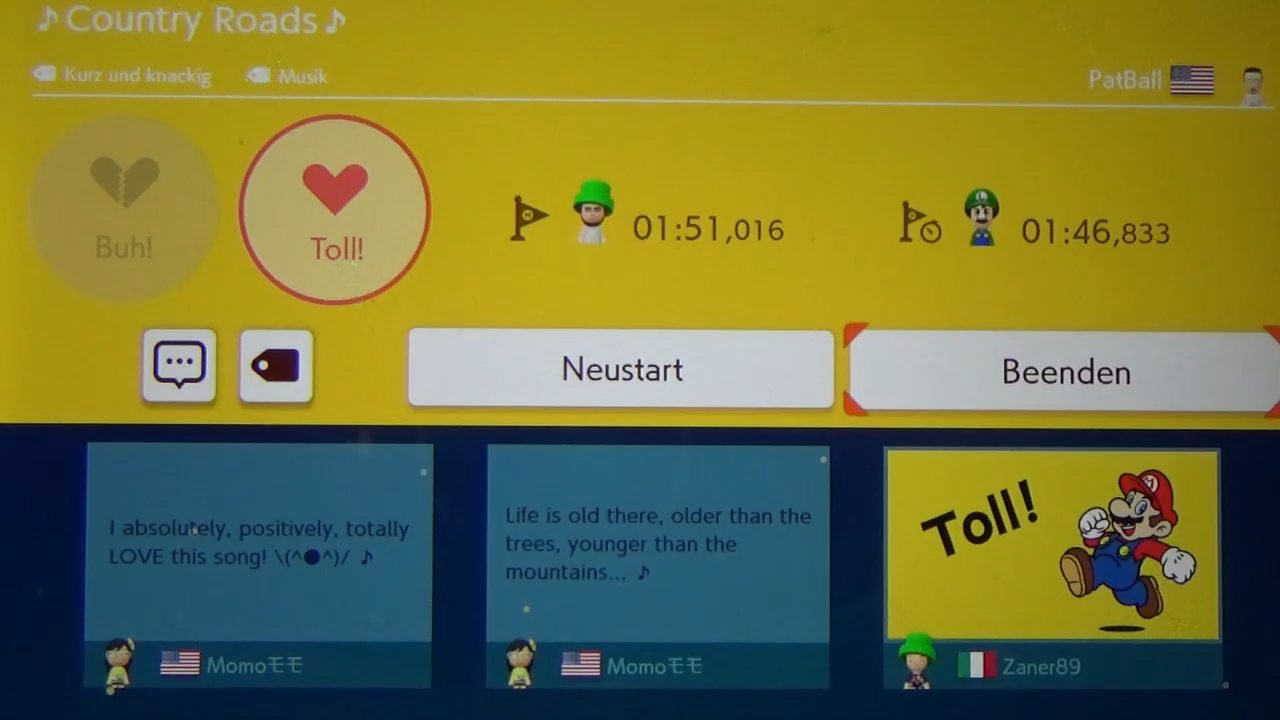 ♪Country Roads♪
Kurz und knackig Musik
PatBall
Buh!
Toll!
01:51,016
01:46,833
Neustart
Beenden
I absolutely, positively, totally
LOVE this song! \(^●^)/ ♪
Momoモモ
Life is old there, older than the
trees, younger than the
mountains... ♪
Momoモモ
Toll!
Zaner89